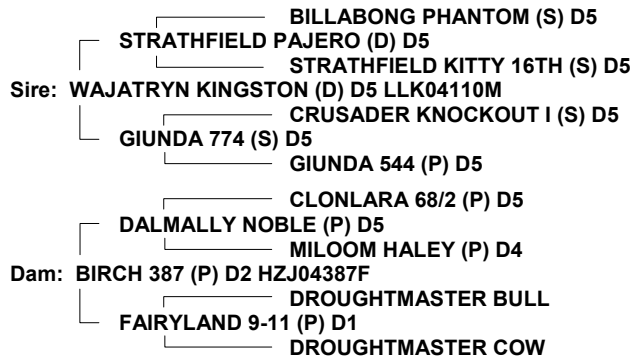 BILLABONG PHANTOM (S) D5
STRATHFIELD PAJERO (D) D5
STRATHFIELD KITTY 16TH (S) D5
Sire: WAJATRYN KINGSTON (D) D5 LLK04110M
CRUSADER KNOCKOUT I (S) D5
GIUNDA 774 (S) D5
GIUNDA 544 (P) D5
CLONLARA 68/2 (P) D5
DALMALLY NOBLE (P) D5
MILOOM HALEY (P) D4
Dam: BIRCH 387 (P) D2 HZJ04387F
DROUGHTMASTER BULL
FAIRYLAND 9-11 (P) D1
DROUGHTMASTER COW